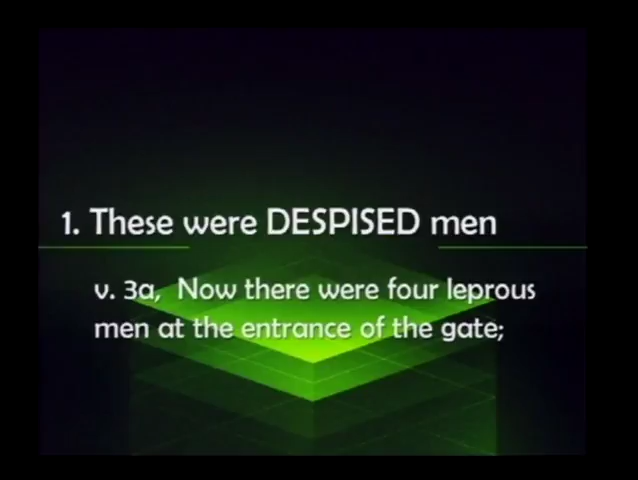 1. These were DESPISED men
v. 3a, Now there were four leprous
men at the entrance of the gate;